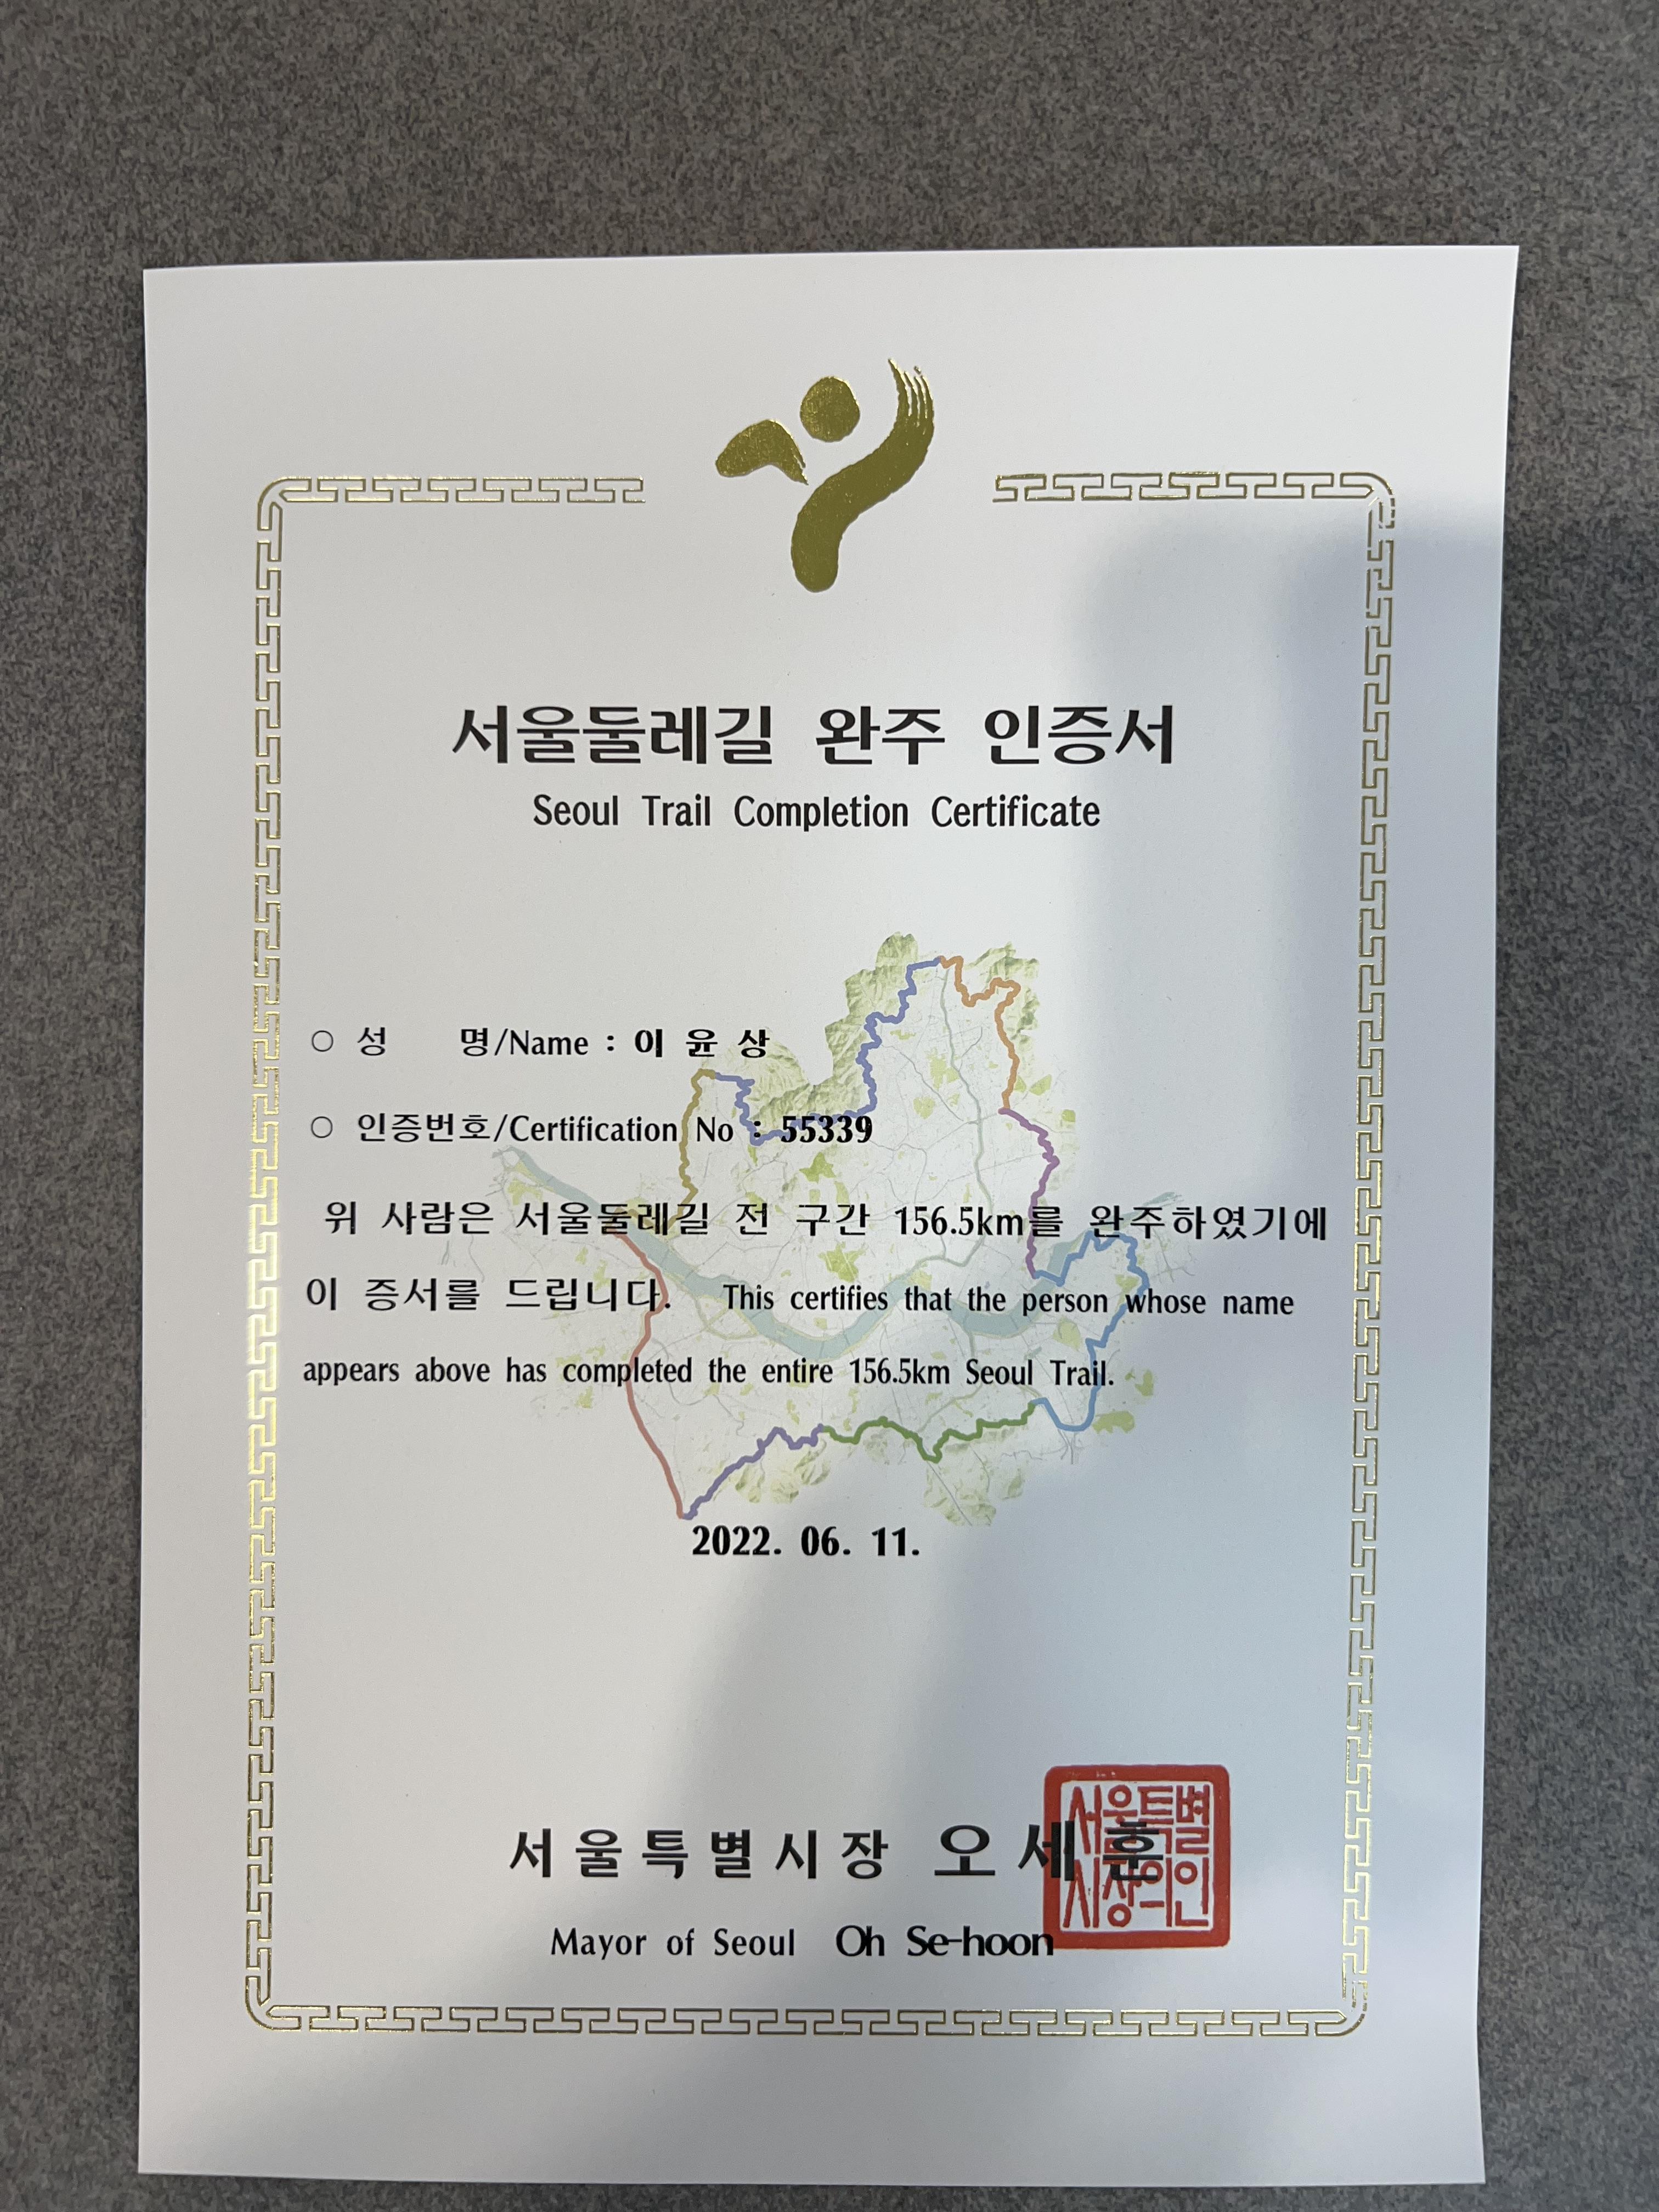 서울둘레길 완주 인증서
Seoul Trail Completion Certificate
○ 성 명/Name : 이 윤 상
○ 인증번호/Certification No : 55339
위 사람은 서울둘레길 전 구간 156.5km를 완주하였기에
이 증서를 드립니다. This certifies that the person whose name
appears above has completed the entire 156.5km Seoul Trail.
2022. 06. 11.
서울특별시장 오세훈
서울특별
시장의인
Mayor of Seoul Oh Se-hoon